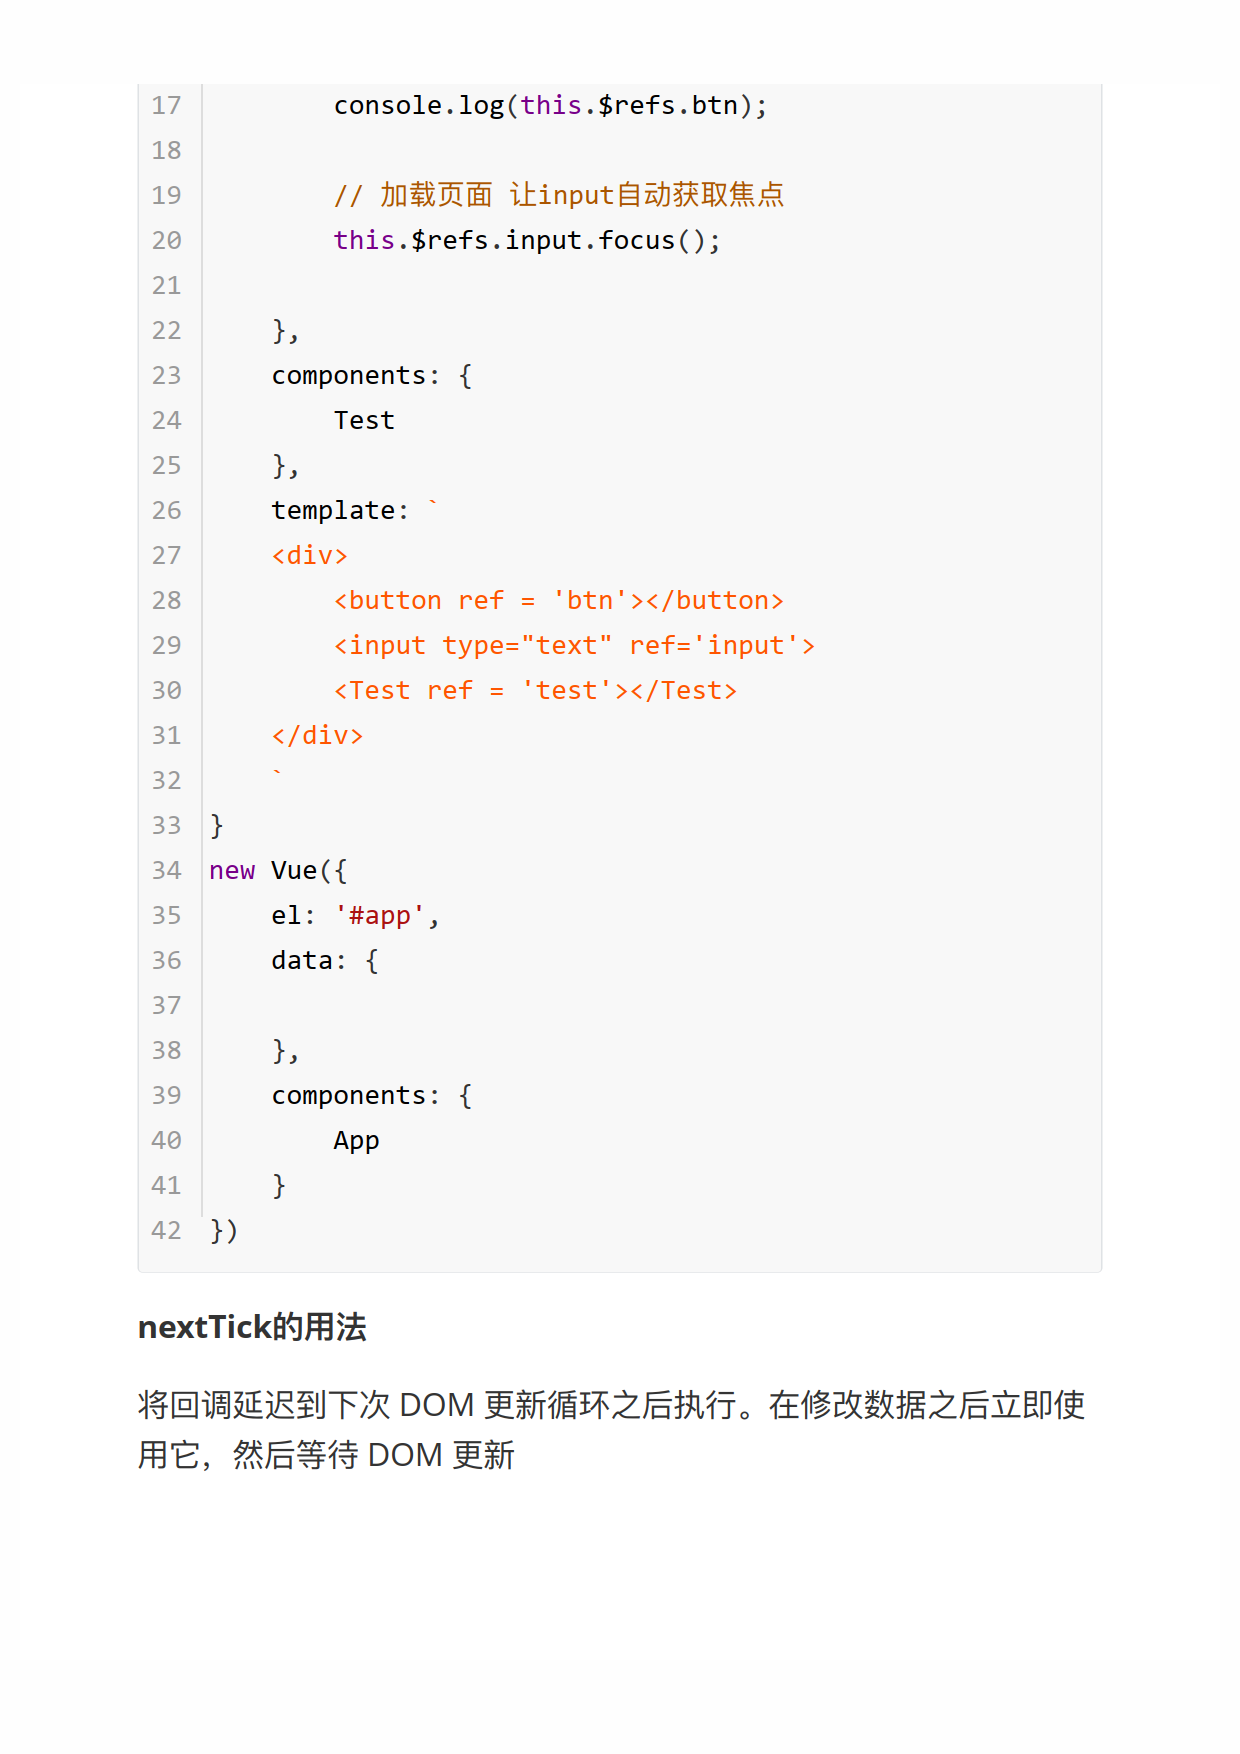 17        console.log(this.$refs.btn);
18
19        // 加载页面 让input自动获取焦点
20        this.$refs.input.focus();
21
22    },
23    components: {
24        Test
25    },
26    template: `
27    <div>
28        <button ref = 'btn'></button>
29        <input type="text" ref='input'>
30        <Test ref = 'test'></Test>
31    </div>
32    `
33 }
34 new Vue({
35    el: '#app',
36    data: {
37
38    },
39    components: {
40        App
41    }
42 })
nextTick的用法
将回调延迟到下次 DOM 更新循环之后执行。在修改数据之后立即使
用它，然后等待 DOM 更新